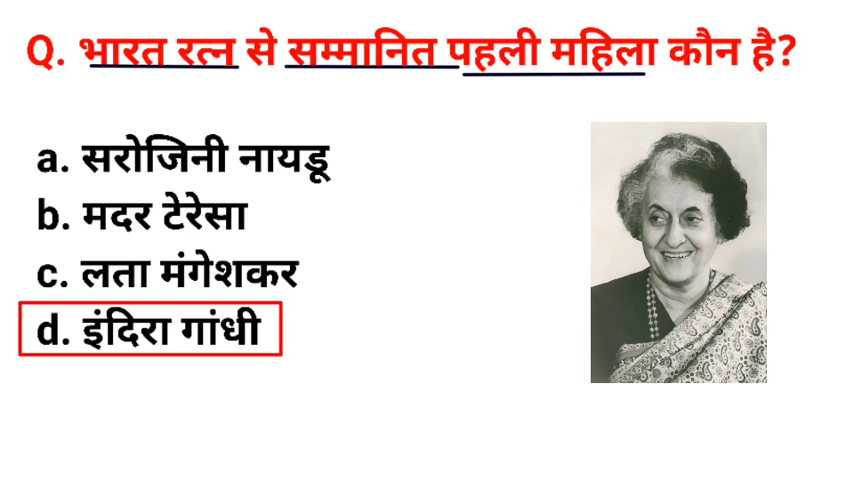 Q. भारत रत्न से सम्मानित पहली महिला कौन है?
a. सरोजिनी नायडू
b. मदर टेरेसा
c. लता मंगेशकर
d. इंदिरा गांधी